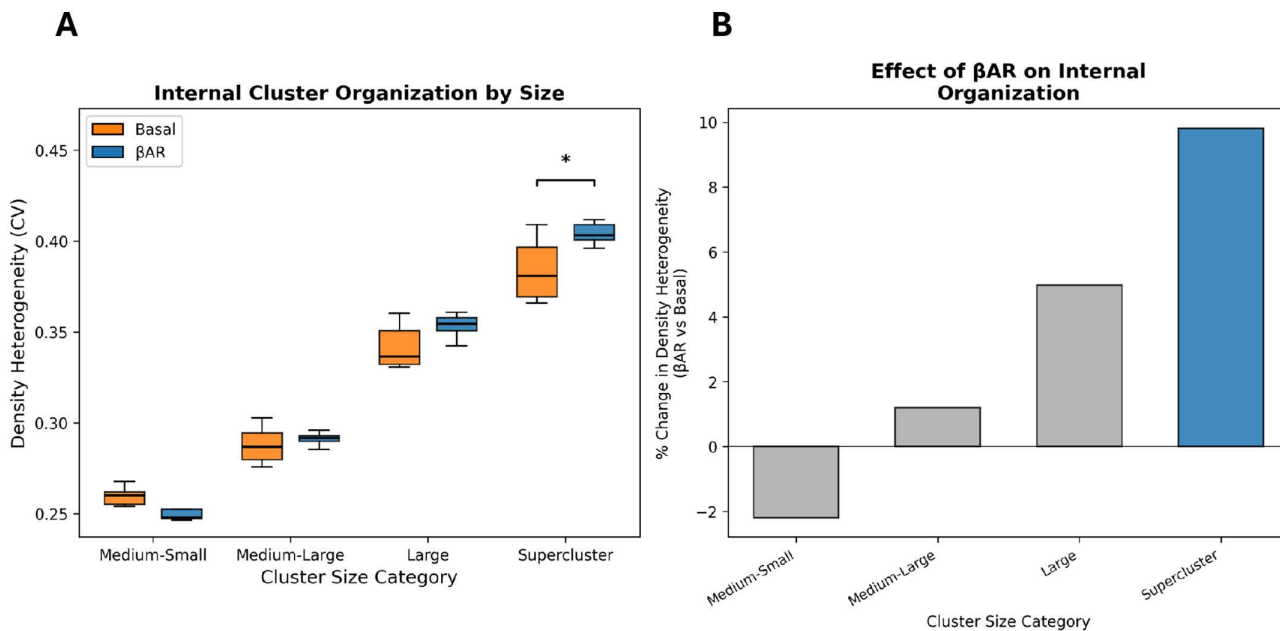 A
Internal Cluster Organization by Size
Basal
βAR
*
0.45
0.40
0.35
0.30
0.25
Density Heterogeneity (CV)
Medium-Small
Medium-Large
Large
Supercluster
Cluster Size Category
B
Effect of βAR on Internal
Organization
10
8
6
4
2
0
−2
% Change in Density Heterogeneity
(βAR vs Basal)
Medium-Small
Medium-Large
Large
Supercluster
Cluster Size Category